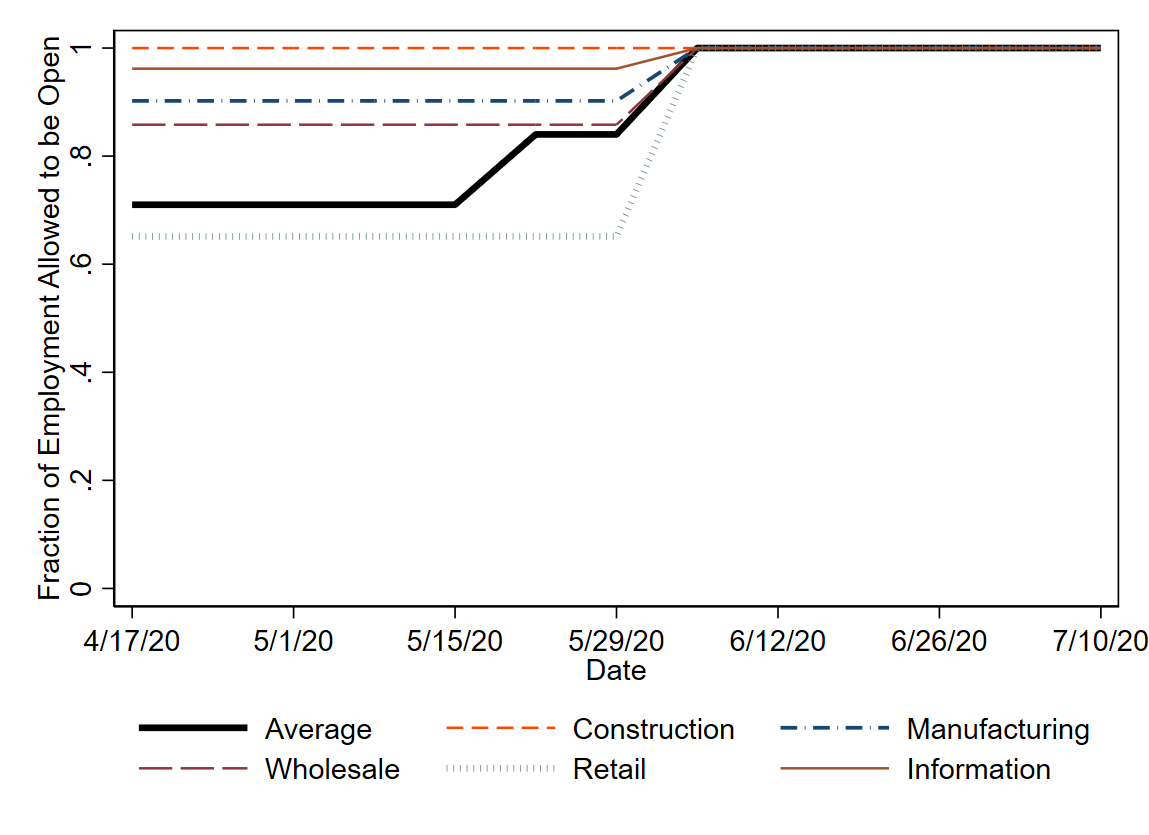 Fraction of Employment Allowed to be Open
1
.8
.6
.4
.2
0
4/17/20 5/1/20 5/15/20 5/29/20 6/12/20 6/26/20 7/10/20
Date
Average Construction Manufacturing
Wholesale Retail Information